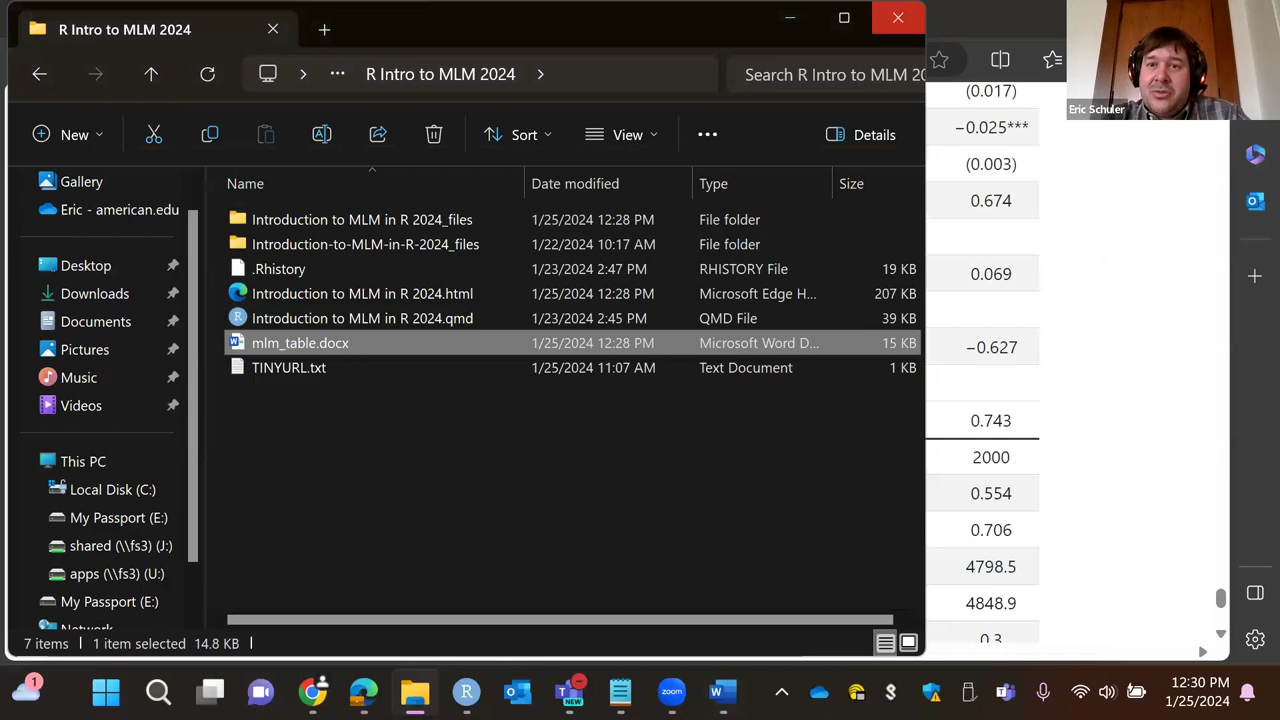 R Intro to MLM 2024
R Intro to MLM 2024
Search R Intro to MLM 20
New
Sort
View
Details
Name
Date modified
Type
Size
Gallery
Eric - american.edu
Desktop
Downloads
Documents
Pictures
Music
Videos
This PC
Local Disk (C:)
My Passport (E:)
shared (\\fs3) (J:)
apps (\\fs3) (U:)
My Passport (E:)
Network
Introduction to MLM in R 2024_files 1/25/2024 12:28 PM File folder
Introduction-to-MLM-in-R-2024_files 1/22/2024 10:17 AM File folder
.Rhistory 1/23/2024 2:47 PM RHISTORY File 19 KB
Introduction to MLM in R 2024.html 1/25/2024 12:28 PM Microsoft Edge H... 207 KB
Introduction to MLM in R 2024.qmd 1/23/2024 2:45 PM QMD File 39 KB
mlm_table.docx 1/25/2024 12:28 PM Microsoft Word D... 15 KB
TINYURL.txt 1/25/2024 11:07 AM Text Document 1 KB
7 items 1 item selected 14.8 KB
(0.017)
−0.025***
(0.003)
0.674
0.069
−0.627
0.743
2000
0.554
0.706
4798.5
4848.9
0.3
Eric Schuler
1
NEW
zoom
12:30 PM
1/25/2024